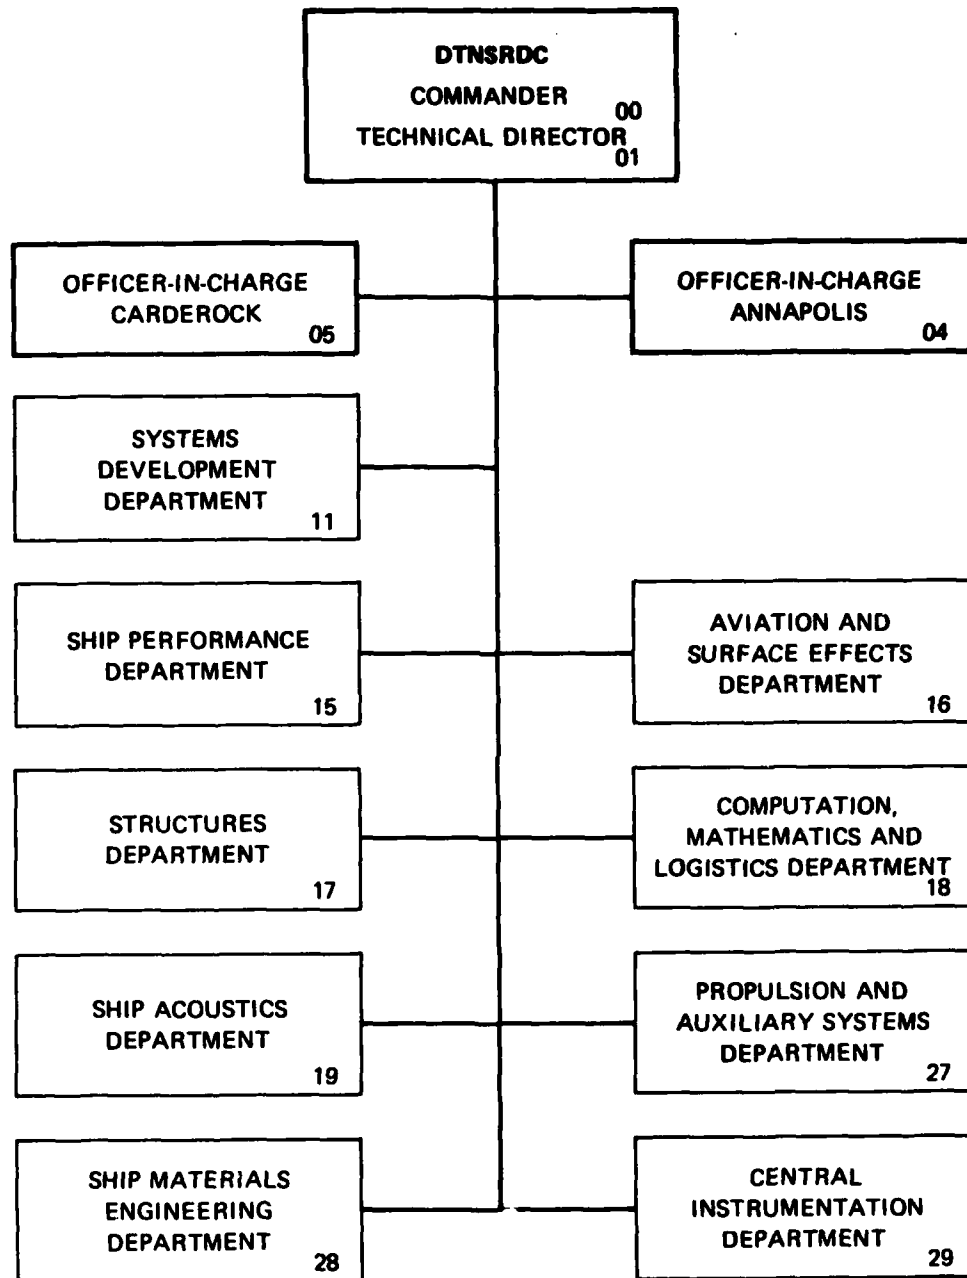 DTNSRDC
COMMANDER
00
TECHNICAL DIRECTOR
01
OFFICER-IN-CHARGE
CARDEROCK
05
OFFICER-IN-CHARGE
ANNAPOLIS
04
SYSTEMS
DEVELOPMENT
DEPARTMENT
11
SHIP PERFORMANCE
DEPARTMENT
15
AVIATION AND
SURFACE EFFECTS
DEPARTMENT
16
STRUCTURES
DEPARTMENT
17
COMPUTATION,
MATHEMATICS AND
LOGISTICS DEPARTMENT
18
SHIP ACOUSTICS
DEPARTMENT
19
PROPULSION AND
AUXILIARY SYSTEMS
DEPARTMENT
27
SHIP MATERIALS
ENGINEERING
DEPARTMENT
28
CENTRAL
INSTRUMENTATION
DEPARTMENT
29